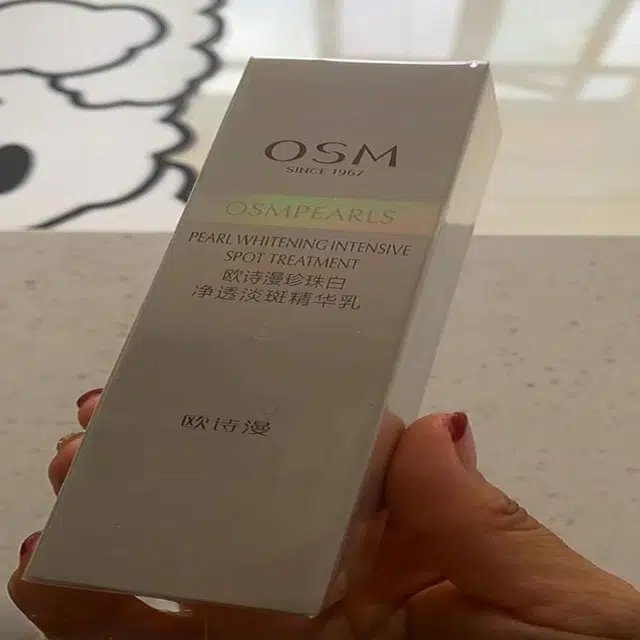 OSM
SINCE 1967
OSMPEARLS
PEARL WHITENING INTENSIVE
SPOT TREATMENT
欧诗漫珍珠白
净透淡斑精华乳
欧诗漫